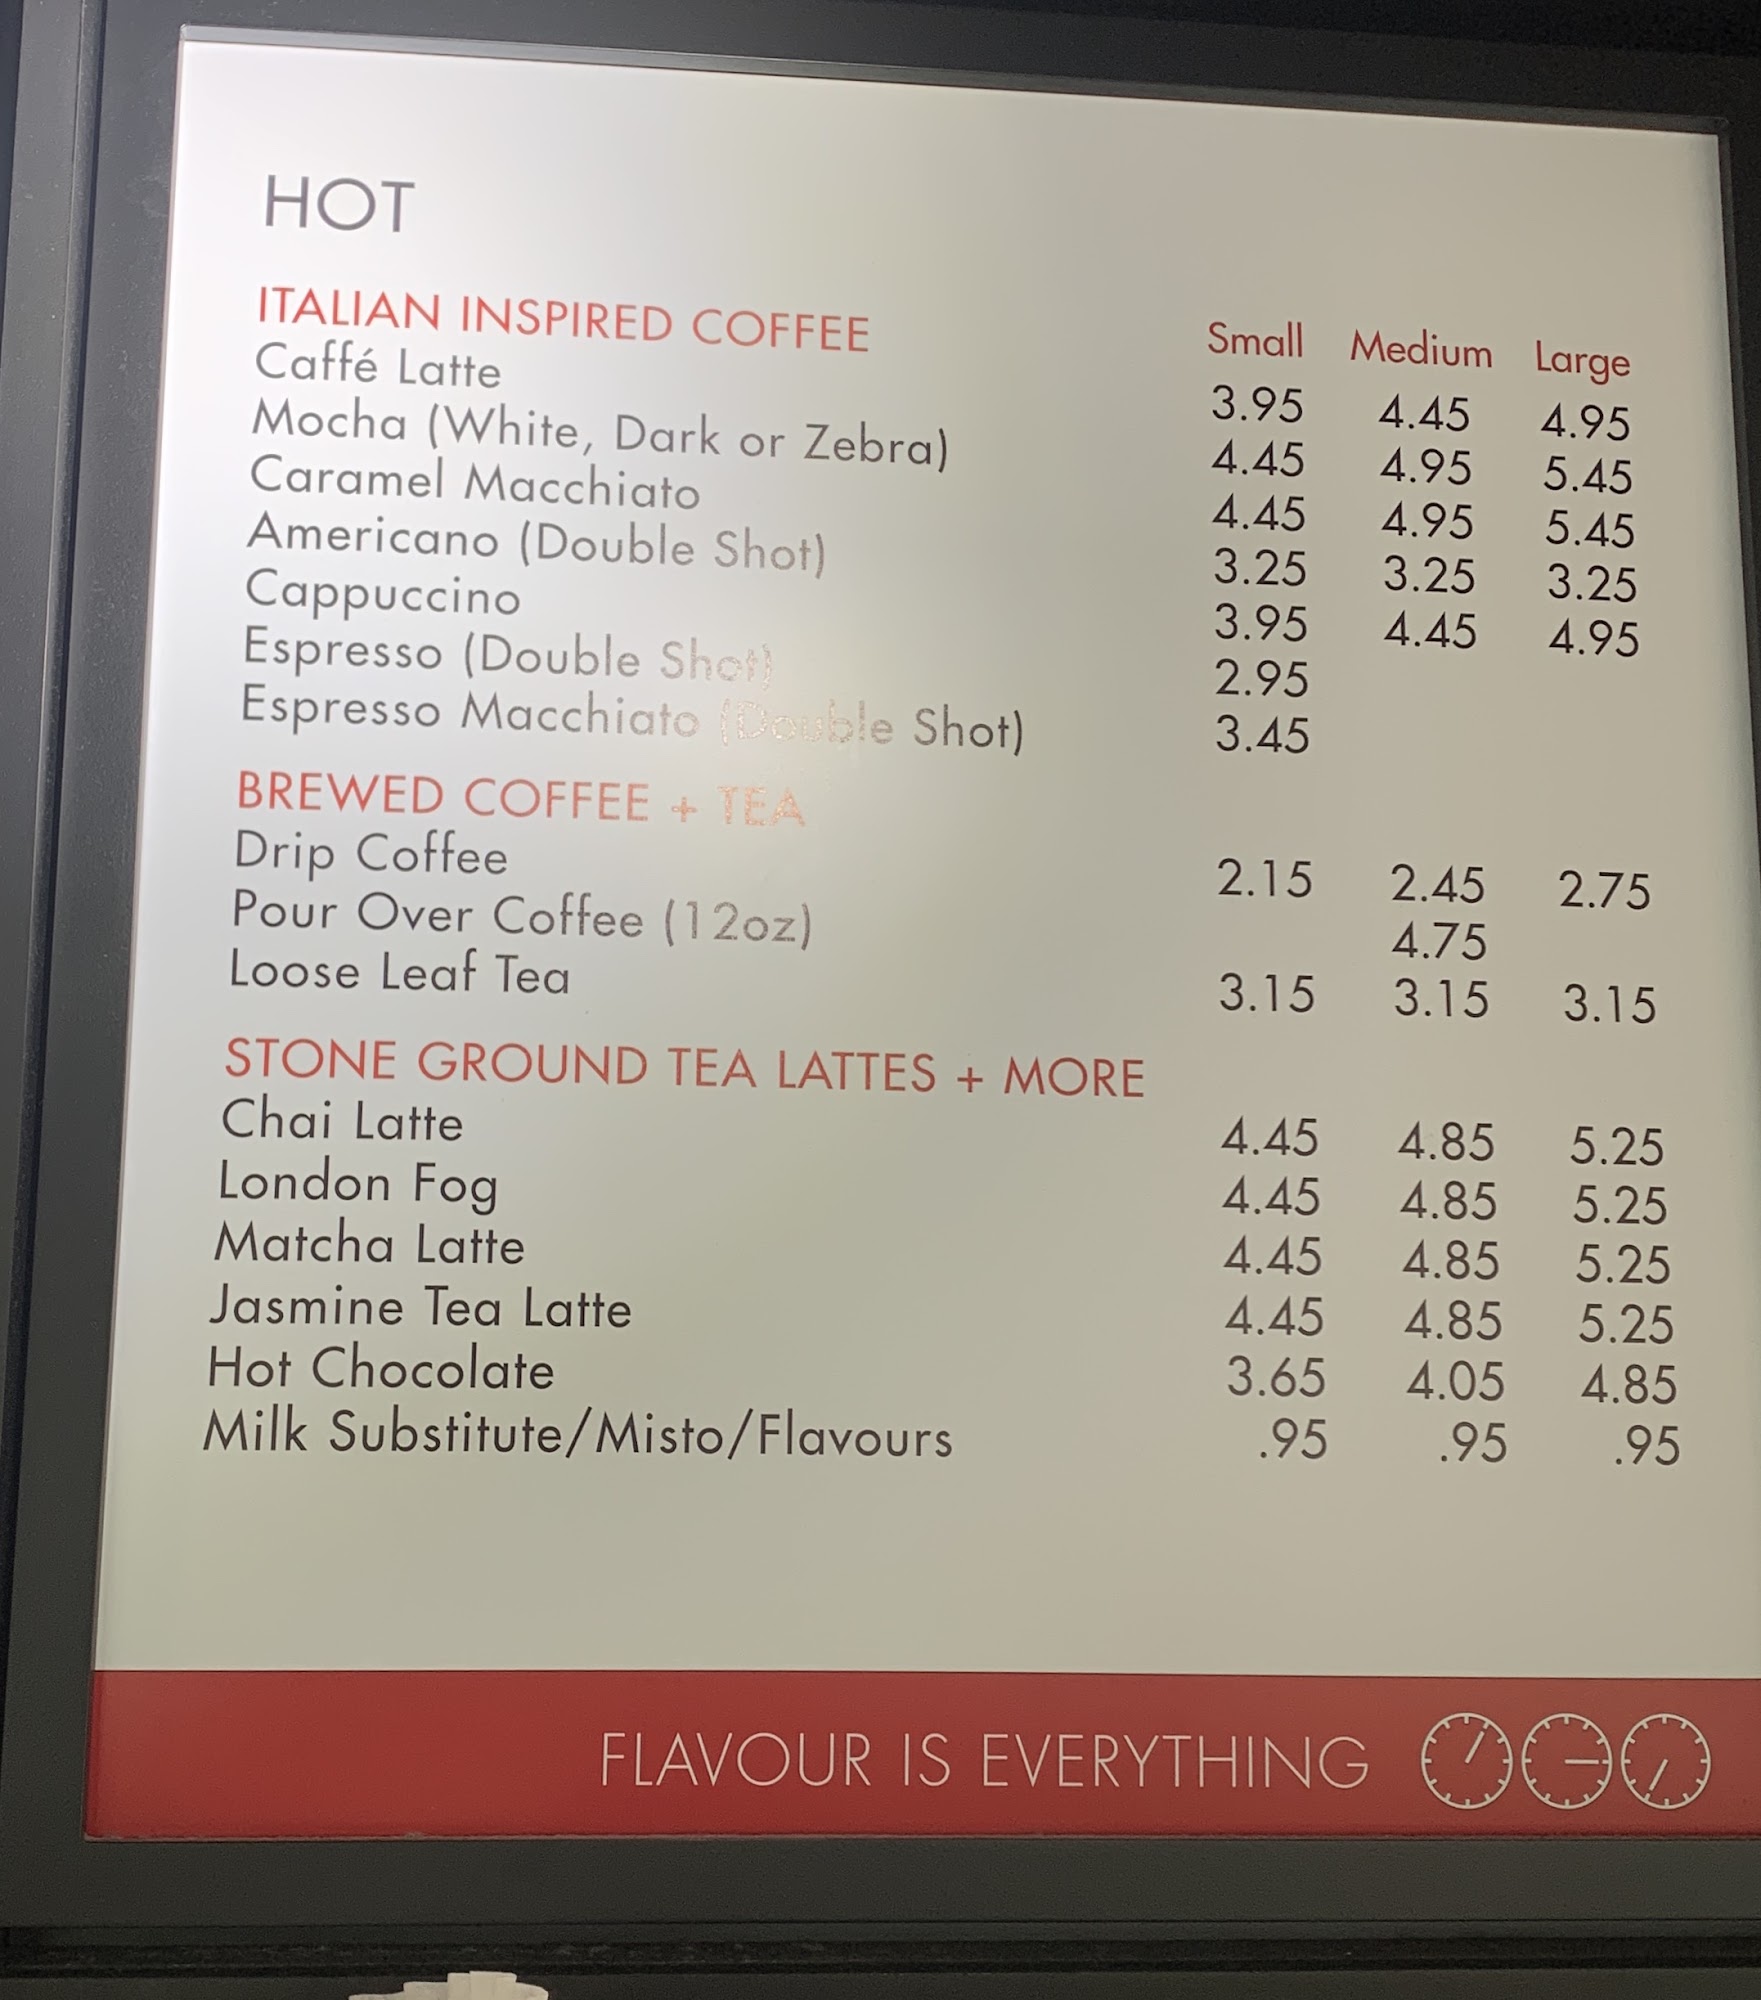 HOT
ITALIAN INSPIRED COFFEE Small Medium Large
Caffé Latte 3.95 4.45 4.95
Mocha (White, Dark or Zebra) 4.45 4.95 5.45
Caramel Macchiato 4.45 4.95 5.45
Americano (Double Shot) 3.25 3.25 3.25
Cappuccino 3.95 4.45 4.95
Espresso (Double Shot) 2.95
Espresso Macchiato (Double Shot) 3.45
BREWED COFFEE + TEA
Drip Coffee 2.15 2.45 2.75
Pour Over Coffee (12oz) 4.75
Loose Leaf Tea 3.15 3.15 3.15
STONE GROUND TEA LATTES + MORE
Chai Latte 4.45 4.85 5.25
London Fog 4.45 4.85 5.25
Matcha Latte 4.45 4.85 5.25
Jasmine Tea Latte 4.45 4.85 5.25
Hot Chocolate 3.65 4.05 4.85
Milk Substitute/Misto/Flavours .95 .95 .95
FLAVOUR IS EVERYTHING